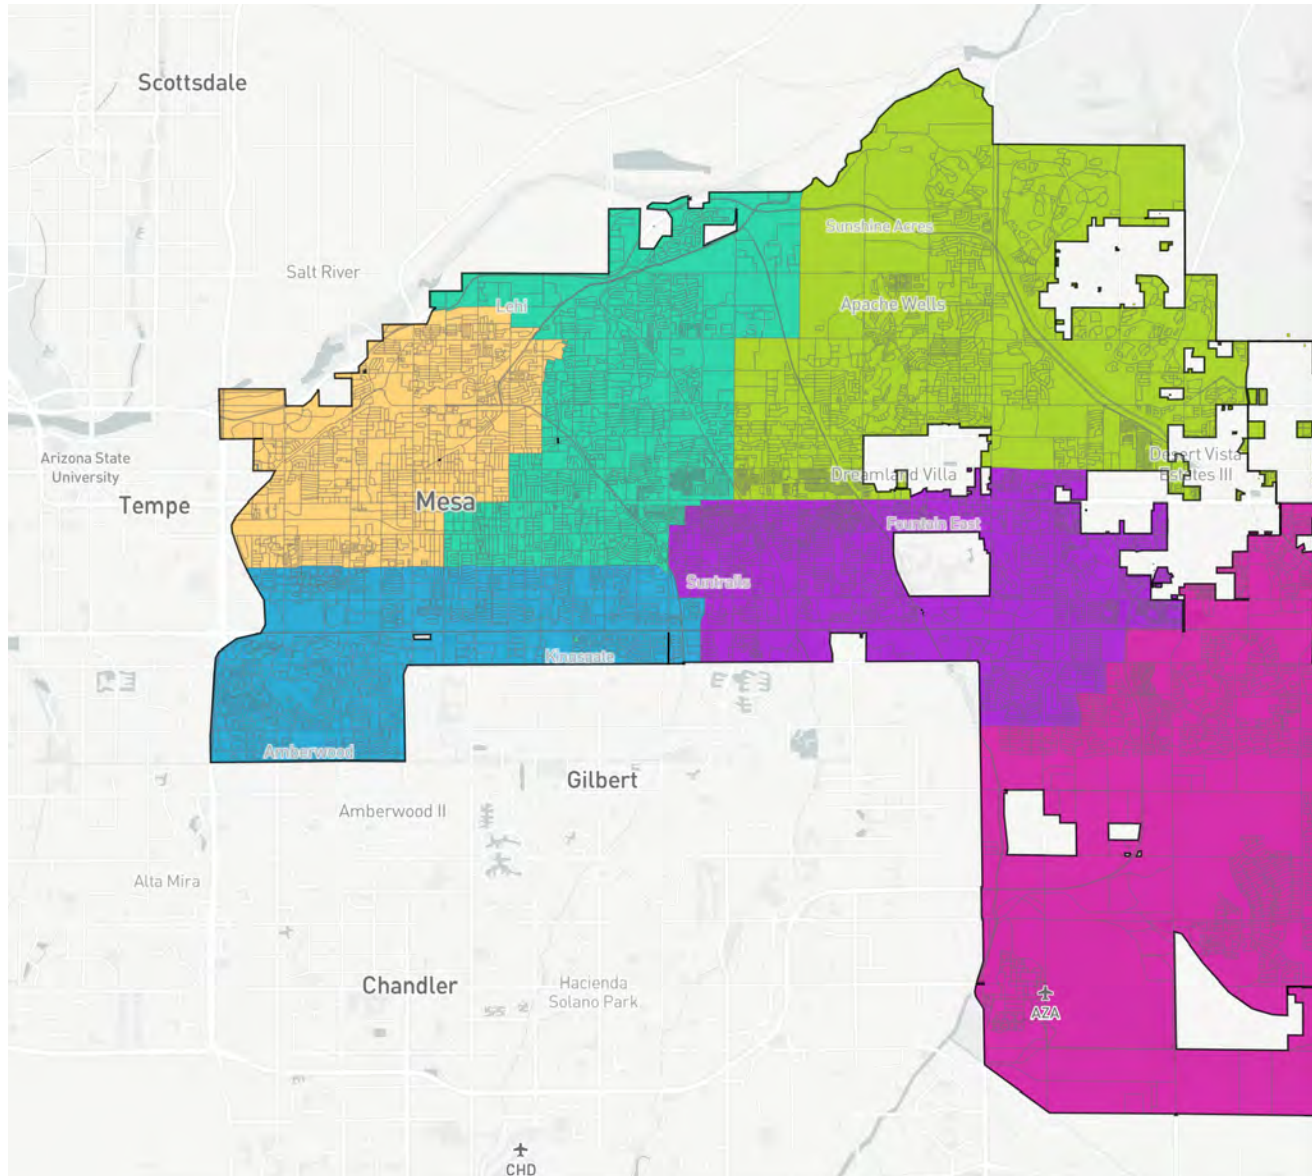 Scottsdale
Sunshine Acres
Salt River
Lehi
Apache Wells
Arizona State
University
Desert Vista
Estates III
Dreamland Villa
Tempe
Mesa
Fountain East
Suntrails
Kingsgate
Amberwood
Gilbert
Amberwood II
Alta Mira
Chandler
Hacienda
Solano Park
AZA
CHD